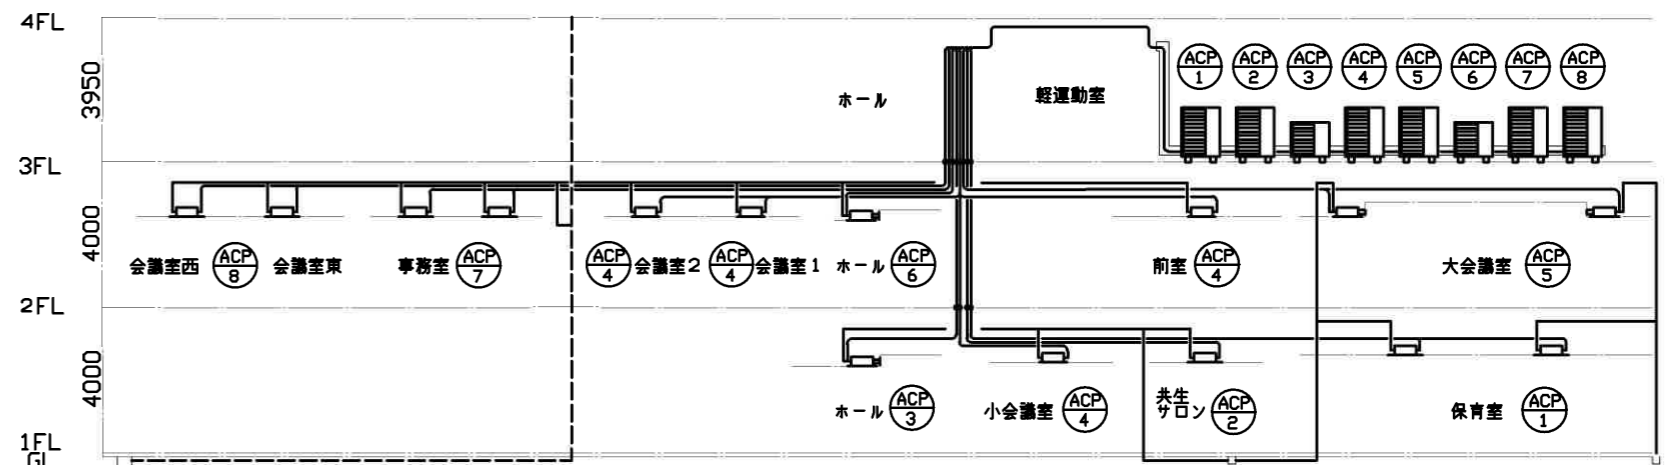 4FL
3950
ホール
軽運動室
ACP 1
ACP 2
ACP 3
ACP 4
ACP 5
ACP 6
ACP 7
ACP 8
3FL
4000
会議室西
ACP 8
会議室東
事務室
ACP 7
ACP 4
会議室2
ACP 4
会議室1
ホール
ACP 6
前室
ACP 4
大会議室
ACP 5
2FL
4000
ホール
ACP 3
小会議室
ACP 4
共生
サロン
ACP 2
保育室
ACP 1
1FL
GL